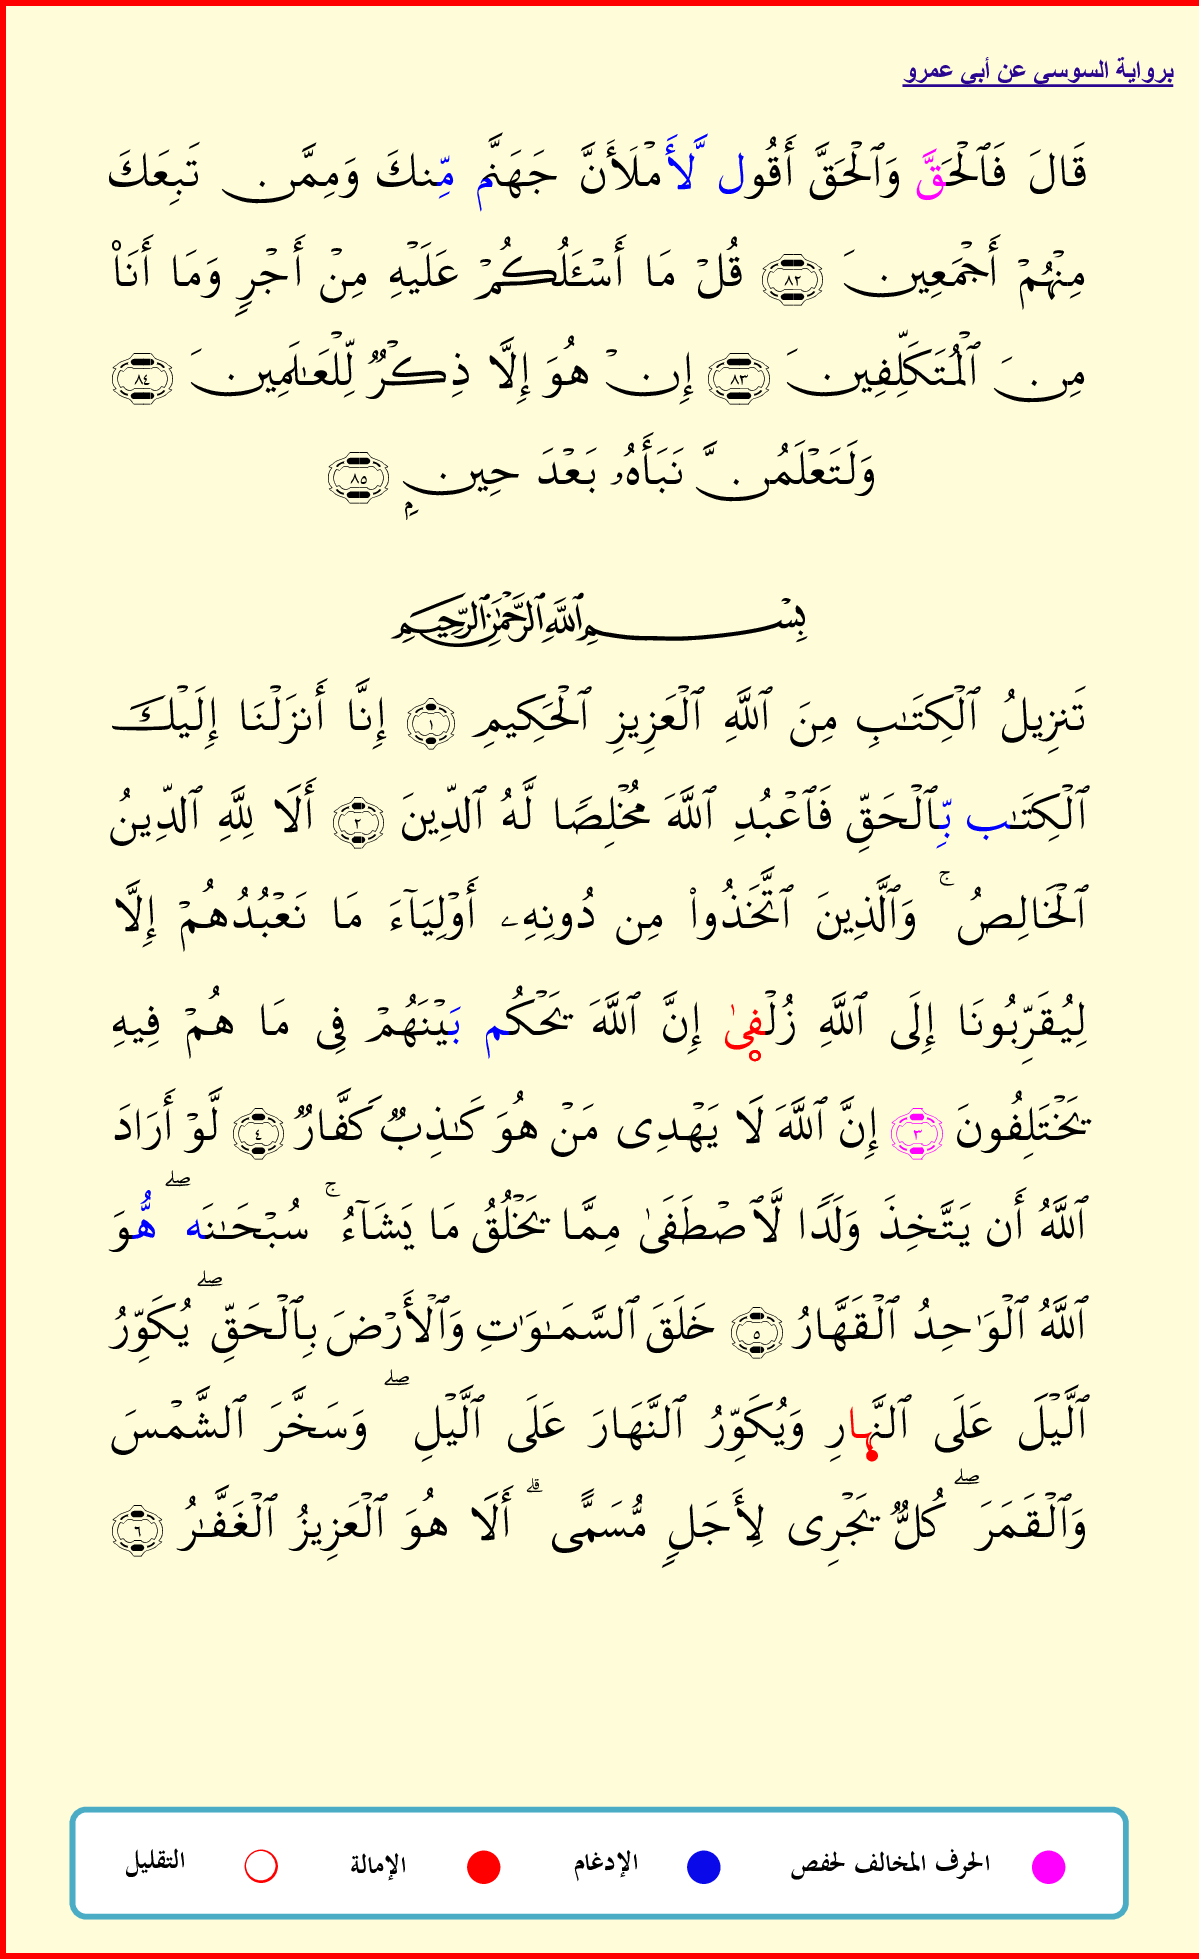 برواية السوسي عن أبي عمرو
قَالَ فَٱلْحَقَّ وَٱلْحَقَّ أَقُول لَّأَمْلَأَنَّ جَهَنَّم مِّنكَ وَمِمَّن تَبِعَكَ
مِنْهُمْ أَجْمَعِينَ ٨٢ قُلْ مَا أَسْـَٔلُكُمْ عَلَيْهِ مِنْ أَجْرٍ وَمَا أَنَا۠
مِنَ ٱلْمُتَكَلِّفِينَ ٨٣ إِنْ هُوَ إِلَّا ذِكْرٌ لِّلْعَـٰلَمِينَ ٨٤
وَلَتَعْلَمُنَّ نَبَأَهُۥ بَعْدَ حِينٍۭ ٨٥
بِسْمِ ٱللَّهِ ٱلرَّحْمَـٰنِ ٱلرَّحِيمِ
تَنزِيلُ ٱلْكِتَـٰبِ مِنَ ٱللَّهِ ٱلْعَزِيزِ ٱلْحَكِيمِ ١ إِنَّا أَنزَلْنَا إِلَيْكَ
ٱلْكِتَـٰب بِّٱلْحَقِّ فَٱعْبُدِ ٱللَّهَ مُخْلِصًا لَّهُ ٱلدِّينَ ٢ أَلَا لِلَّهِ ٱلدِّينُ
ٱلْخَالِصُ ۚ وَٱلَّذِينَ ٱتَّخَذُوا۟ مِن دُونِهِۦ أَوْلِيَآءَ مَا نَعْبُدُهُمْ إِلَّا
لِيُقَرِّبُونَا إِلَى ٱللَّهِ زُلْفىٰ إِنَّ ٱللَّهَ يَحْكُم بَيْنَهُمْ فِى مَا هُمْ فِيهِ
يَخْتَلِفُونَ ٣ إِنَّ ٱللَّهَ لَا يَهْدِى مَنْ هُوَ كَـٰذِبٌ كَفَّارٌ ٤ لَّوْ أَرَادَ
ٱللَّهُ أَن يَتَّخِذَ وَلَدًا لَّٱصْطَفَىٰ مِمَّا يَخْلُقُ مَا يَشَآءُ ۚ سُبْحَـٰنَه ۖ هُّوَ
ٱللَّهُ ٱلْوَٰحِدُ ٱلْقَهَّارُ ٥ خَلَقَ ٱلسَّمَـٰوَٰتِ وَٱلْأَرْضَ بِٱلْحَقِّ ۖ يُكَوِّرُ
ٱلَّيْلَ عَلَى ٱلنَّهارِ وَيُكَوِّرُ ٱلنَّهَارَ عَلَى ٱلَّيْلِ ۖ وَسَخَّرَ ٱلشَّمْسَ
وَٱلْقَمَرَ ۖ كُلٌّ يَجْرِى لِأَجَلٍ مُّسَمًّى ۗ أَلَا هُوَ ٱلْعَزِيزُ ٱلْغَفَّـٰرُ ٦
الحرف المخالف لحفص الإدغام الإمالة التقليل